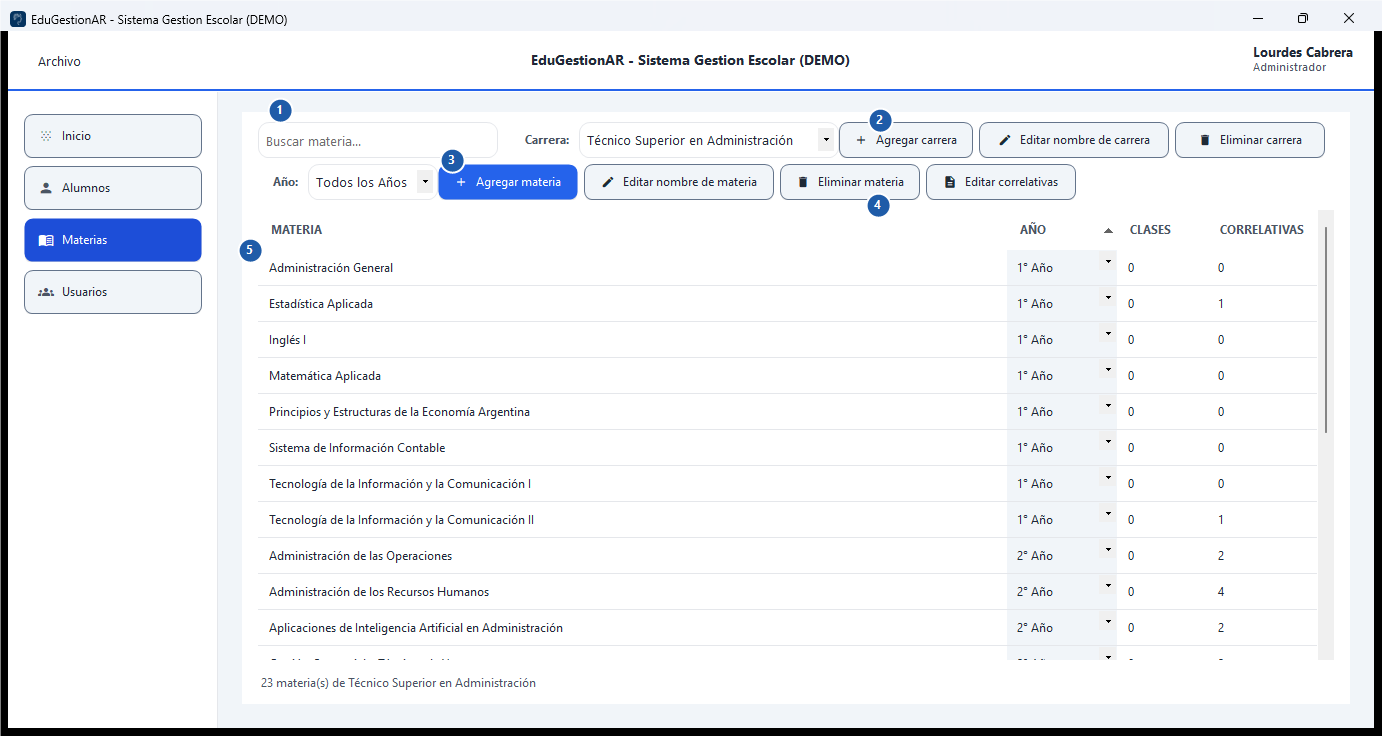 EduGestionAR - Sistema Gestion Escolar (DEMO)
Archivo
EduGestionAR - Sistema Gestion Escolar (DEMO)
Lourdes Cabrera
Administrador
Inicio
Alumnos
Materias
Usuarios
1
2
Buscar materia...
Carrera:
Técnico Superior en Administración
Agregar carrera
Editar nombre de carrera
Eliminar carrera
3
Año:
Todos los Años
Agregar materia
Editar nombre de materia
Eliminar materia
Editar correlativas
4
5
MATERIA AÑO CLASES CORRELATIVAS
Administración General 1° Año 0 0
Estadística Aplicada 1° Año 0 1
Inglés I 1° Año 0 0
Matemática Aplicada 1° Año 0 0
Principios y Estructuras de la Economía Argentina 1° Año 0 0
Sistema de Información Contable 1° Año 0 0
Tecnología de la Información y la Comunicación I 1° Año 0 0
Tecnología de la Información y la Comunicación II 1° Año 0 1
Administración de las Operaciones 2° Año 0 2
Administración de los Recursos Humanos 2° Año 0 4
Aplicaciones de Inteligencia Artificial en Administración 2° Año 0 2
23 materia(s) de Técnico Superior en Administración